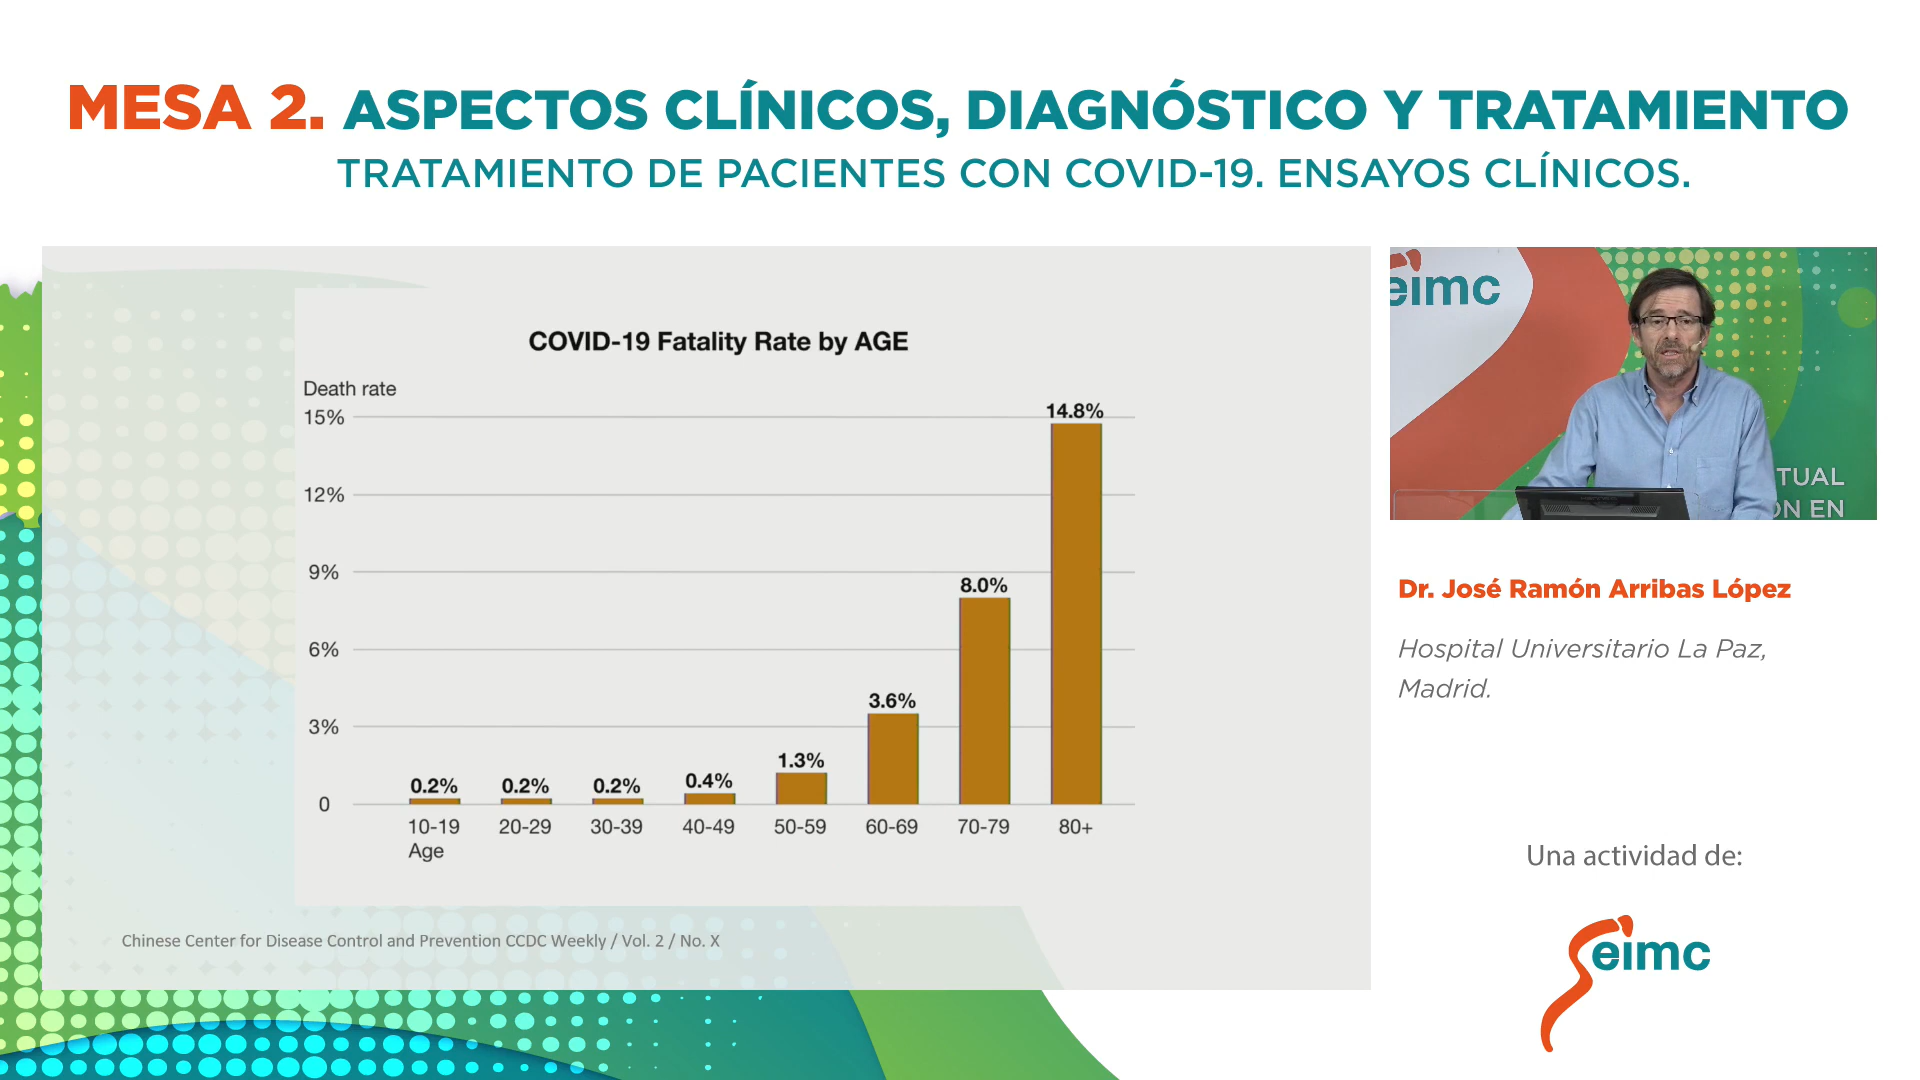 MESA 2. ASPECTOS CLÍNICOS, DIAGNÓSTICO Y TRATAMIENTO
TRATAMIENTO DE PACIENTES CON COVID-19. ENSAYOS CLÍNICOS.
COVID-19 Fatality Rate by AGE
Death rate
15%
12%
9%
6%
3%
0
0.2%
0.2%
0.2%
0.4%
1.3%
3.6%
8.0%
14.8%
10-19
20-29
30-39
40-49
50-59
60-69
70-79
80+
Age
Chinese Center for Disease Control and Prevention CCDC Weekly / Vol. 2 / No. X
eimc
TUAL
ÓN EN
Dr. José Ramón Arribas López
Hospital Universitario La Paz,
Madrid.
Una actividad de:
Seimc